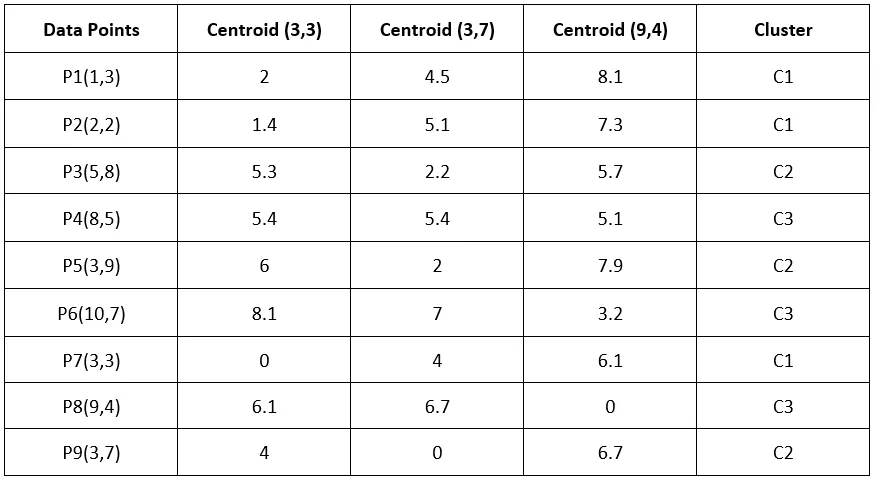 Data Points Centroid (3,3) Centroid (3,7) Centroid (9,4) Cluster
P1(1,3) 2 4.5 8.1 C1
P2(2,2) 1.4 5.1 7.3 C1
P3(5,8) 5.3 2.2 5.7 C2
P4(8,5) 5.4 5.4 5.1 C3
P5(3,9) 6 2 7.9 C2
P6(10,7) 8.1 7 3.2 C3
P7(3,3) 0 4 6.1 C1
P8(9,4) 6.1 6.7 0 C3
P9(3,7) 4 0 6.7 C2